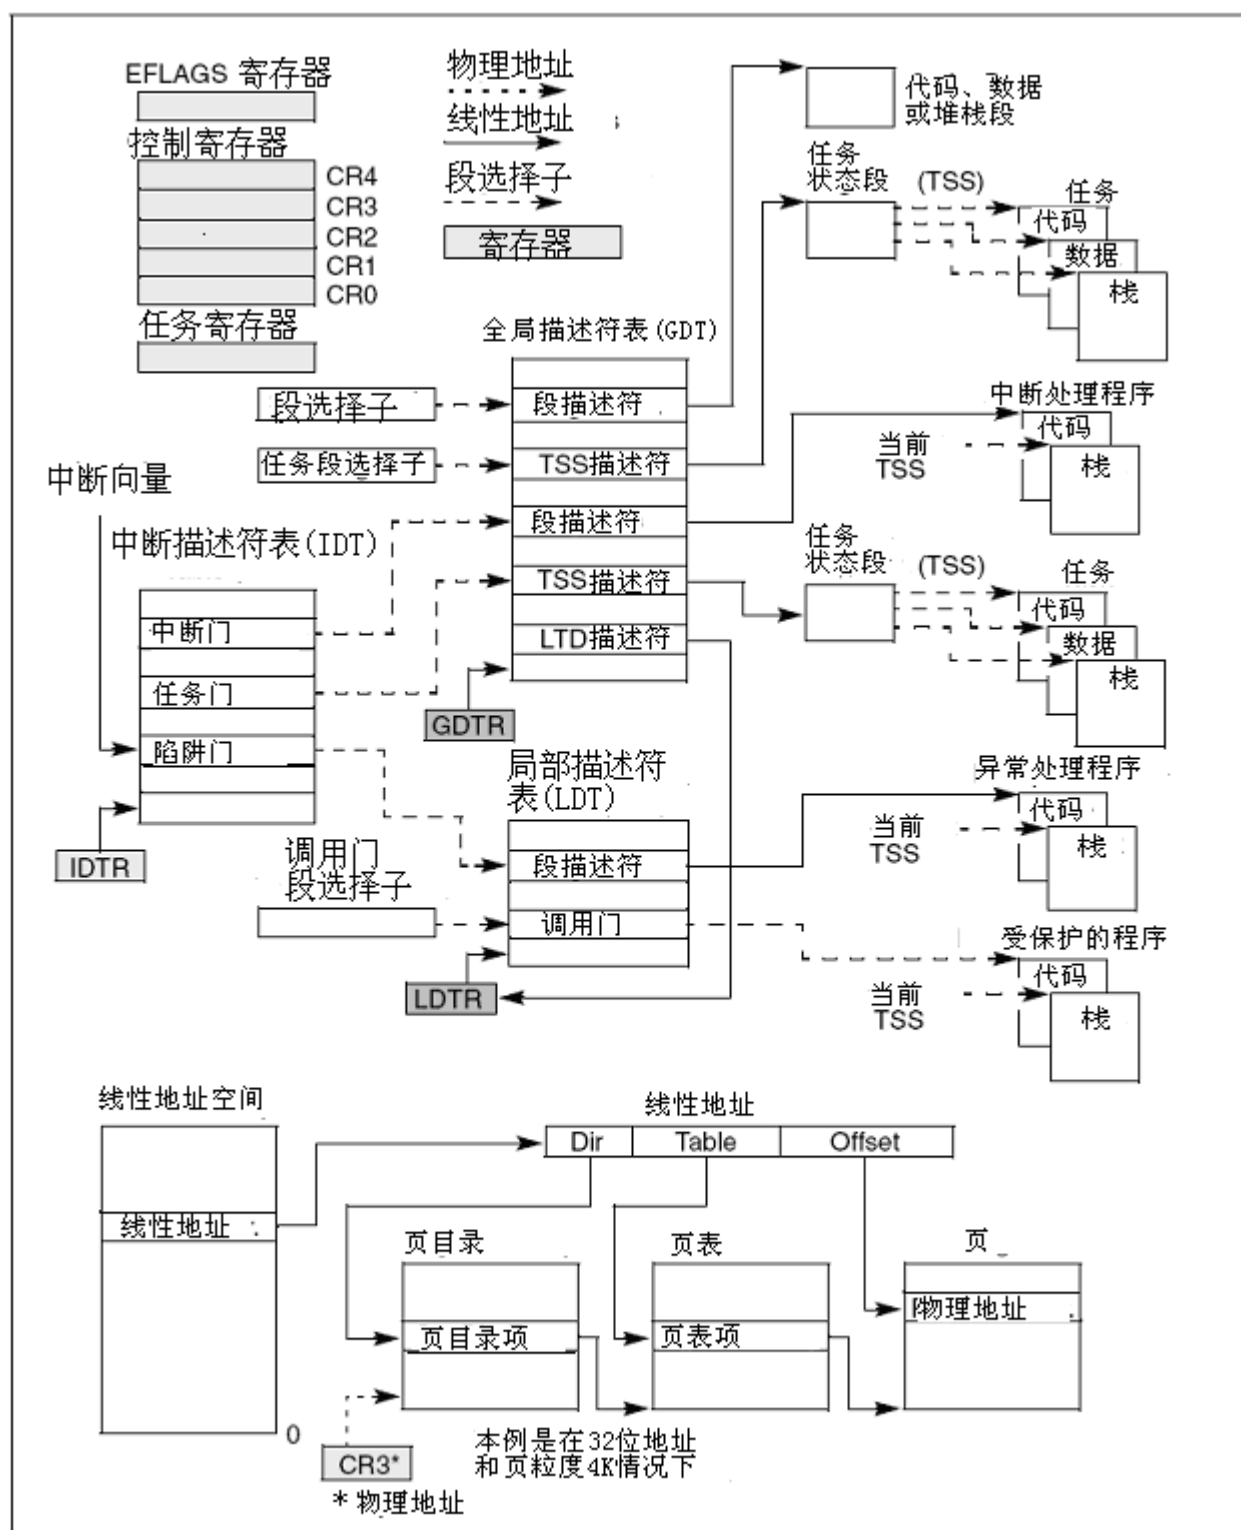 EFLAGS 寄存器
控制寄存器
CR4
CR3
CR2
CR1
CR0
任务寄存器
物理地址
线性地址
段选择子
寄存器
代码、数据
或堆栈段
任务
状态段
(TSS)
任务
代码
数据
栈
全局描述符表(GDT)
段选择子
段描述符
任务段选择子
TSS描述符
段描述符
TSS描述符
LTD描述符
GDTR
中断处理程序
代码
当前
TSS
栈
中断向量
中断描述符表(IDT)
中断门
任务门
陷阱门
IDTR
任务
状态段
(TSS)
任务
代码
数据
栈
局部描述符
表(LDT)
段描述符
调用门
调用门
段选择子
LDTR
异常处理程序
代码
当前
TSS
栈
受保护的程序
代码
当前
TSS
栈
线性地址空间
线性地址
0
线性地址
Dir Table Offset
页目录
页目录项
页表
页表项
页
物理地址
CR3*
* 物理地址
本例是在32位地址
和页粒度4K情况下